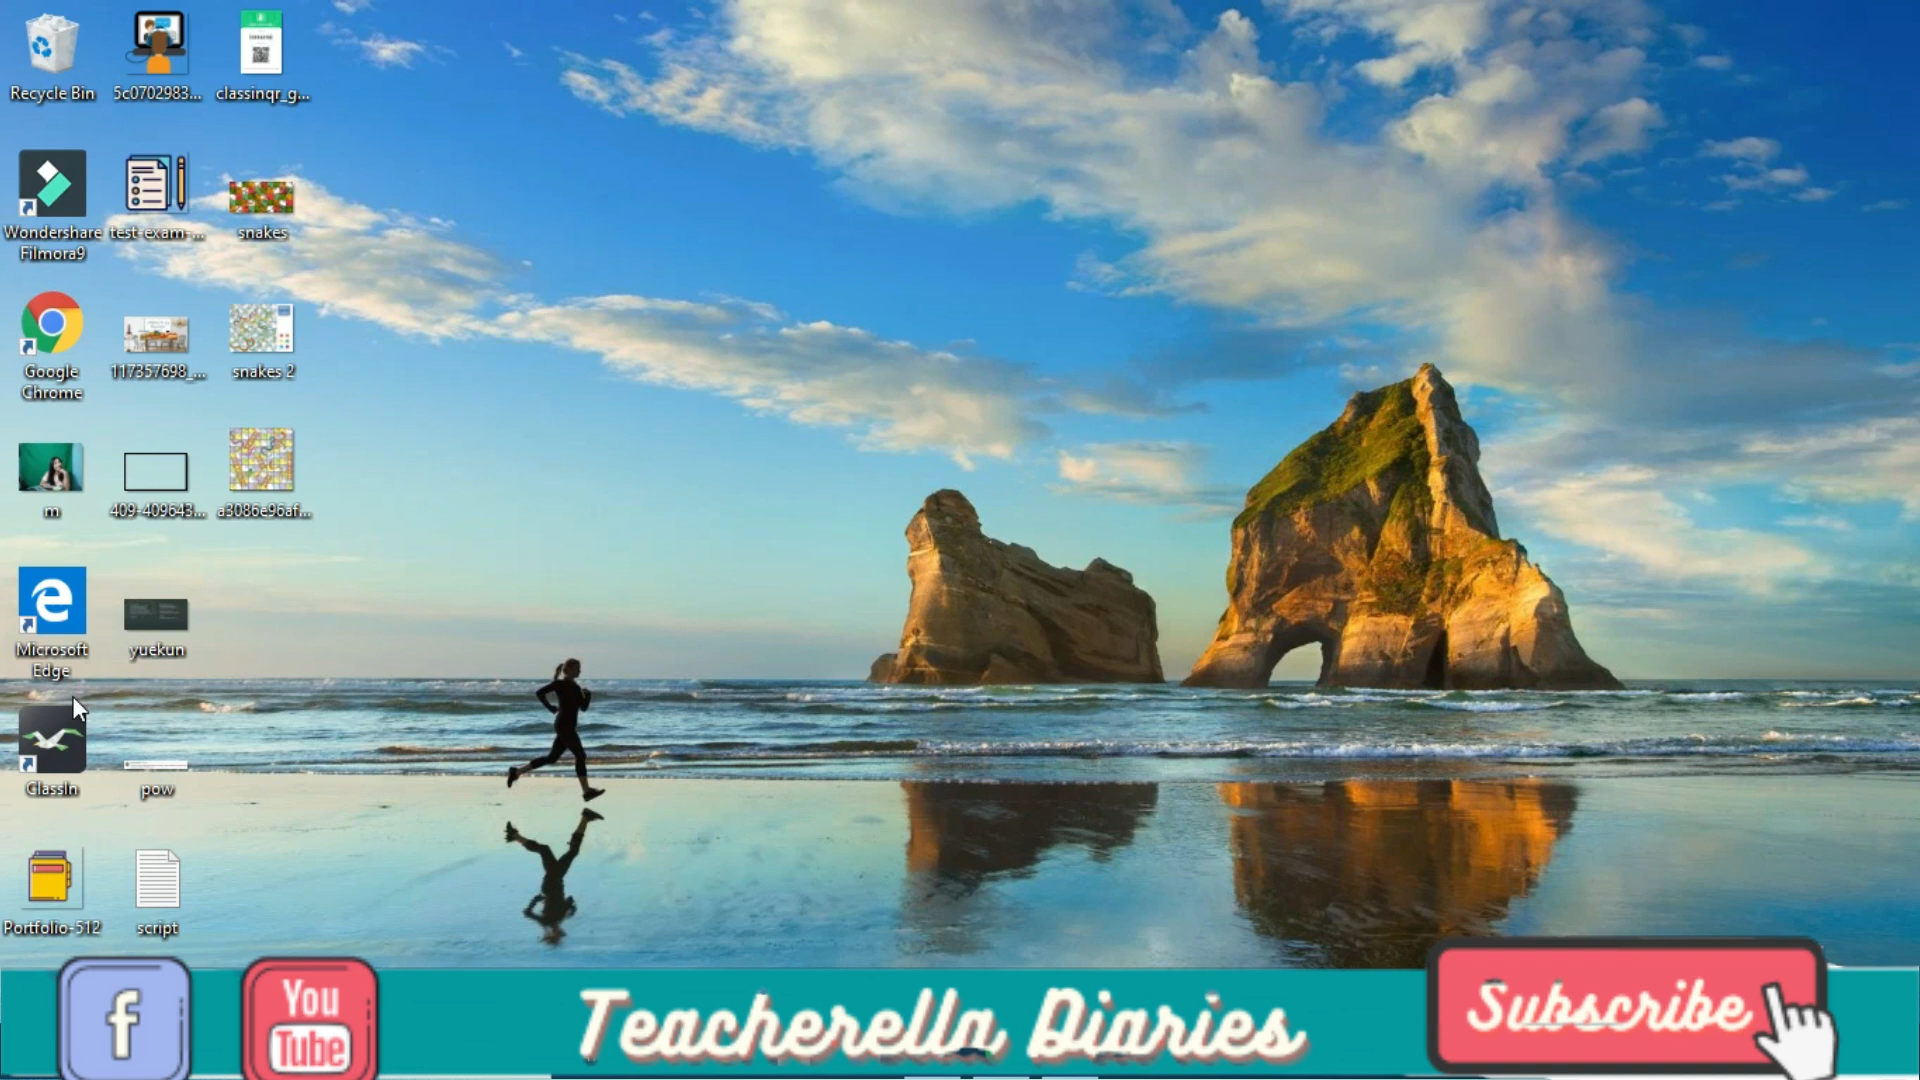 Recycle Bin
5c0702983...
classinqr_g...
Wondershare
Filmora9
test-exam-...
snakes
Google
Chrome
117357698_...
snakes 2
m
409-409643...
a3086e96af...
Microsoft
Edge
yuekun
ClassIn
pow
Portfolio-512
script
f
You
Tube
Teacherella Diaries
Subscribe